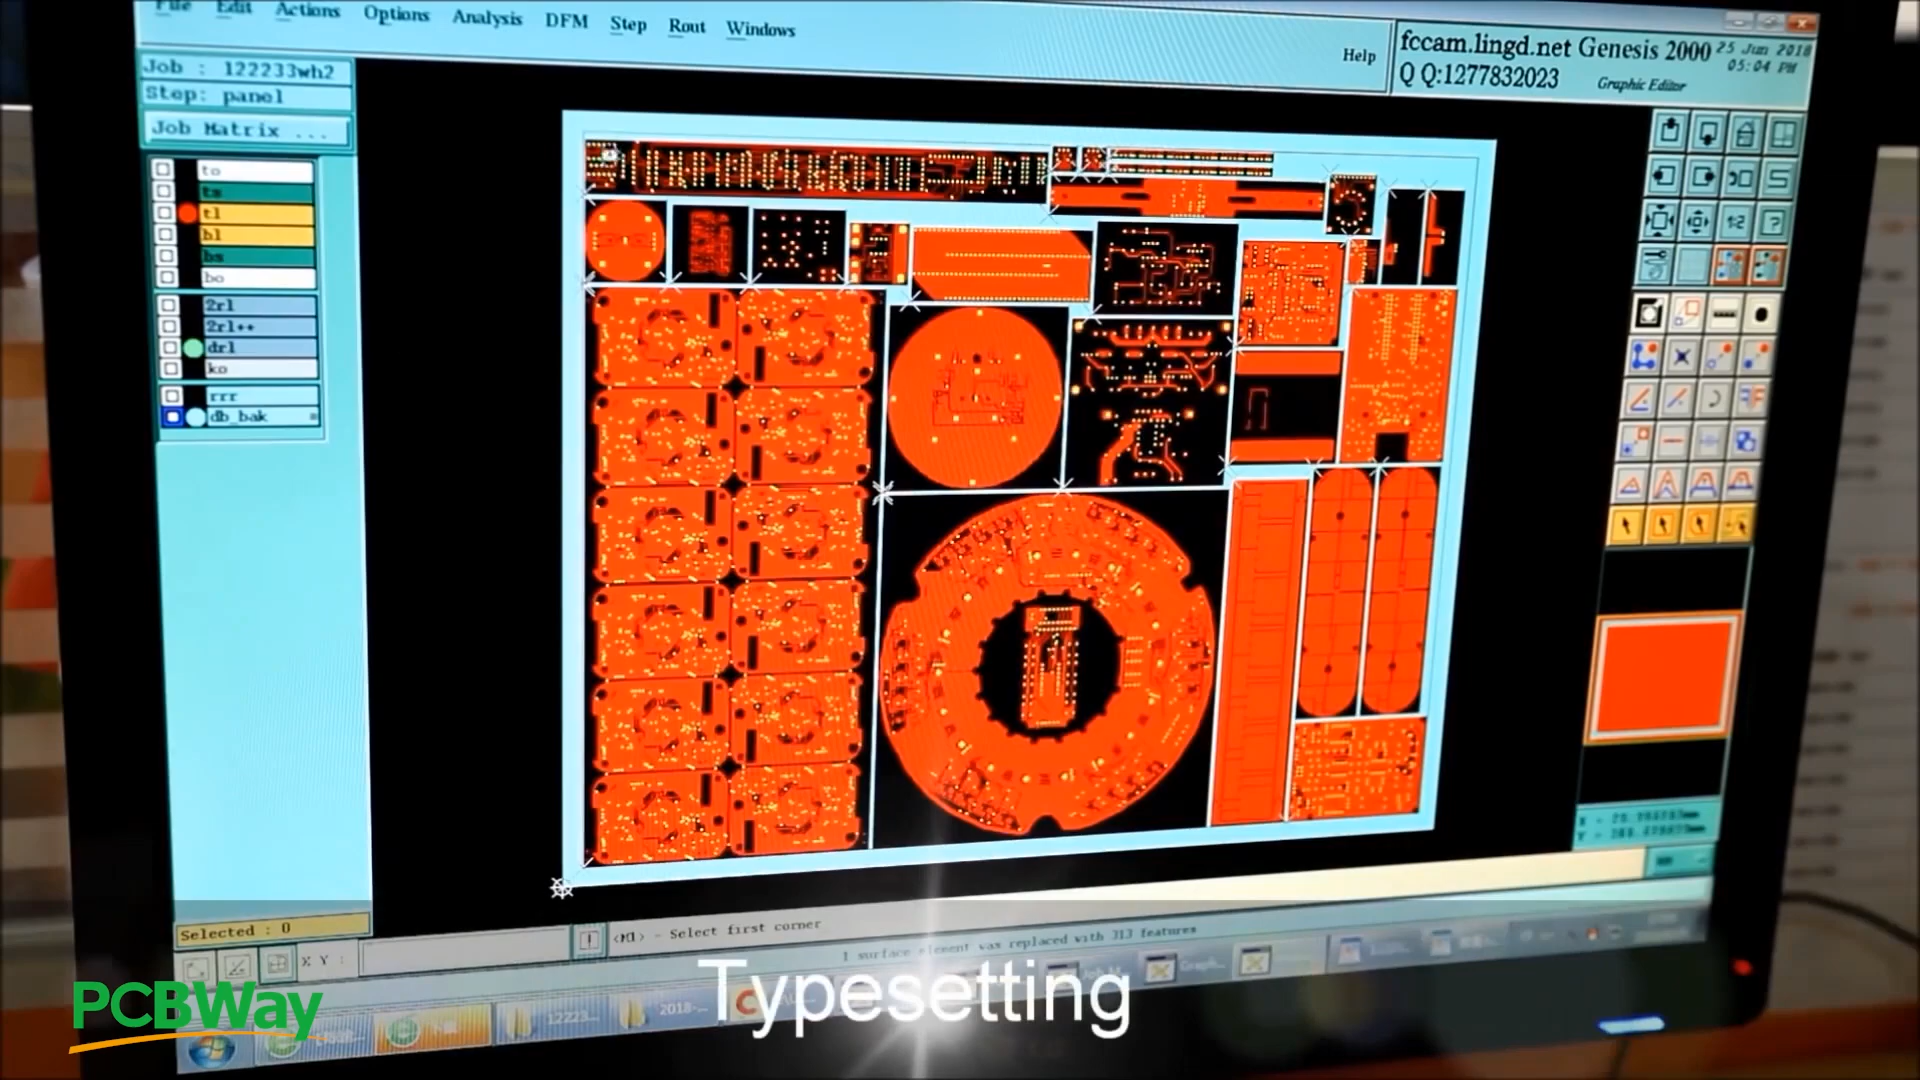 File Edit Actions Options Analysis DFM Step Rout Windows
Help
fccam.lingd.net Genesis 2000
25 Jun 2018
05:04 PM
Q Q:1277832023
Graphic Editor
Job : 122233wh2
Step: panel
Job Matrix ...
to
ts
tl
bl
bs
bo
2rl
2rl++
drl
ko
rrr
db_bak
Selected : 0
X Y :
<M1> - Select first corner
1 surface element was replaced with 313 features
Typesetting
PCBWay
12223...
2018-...